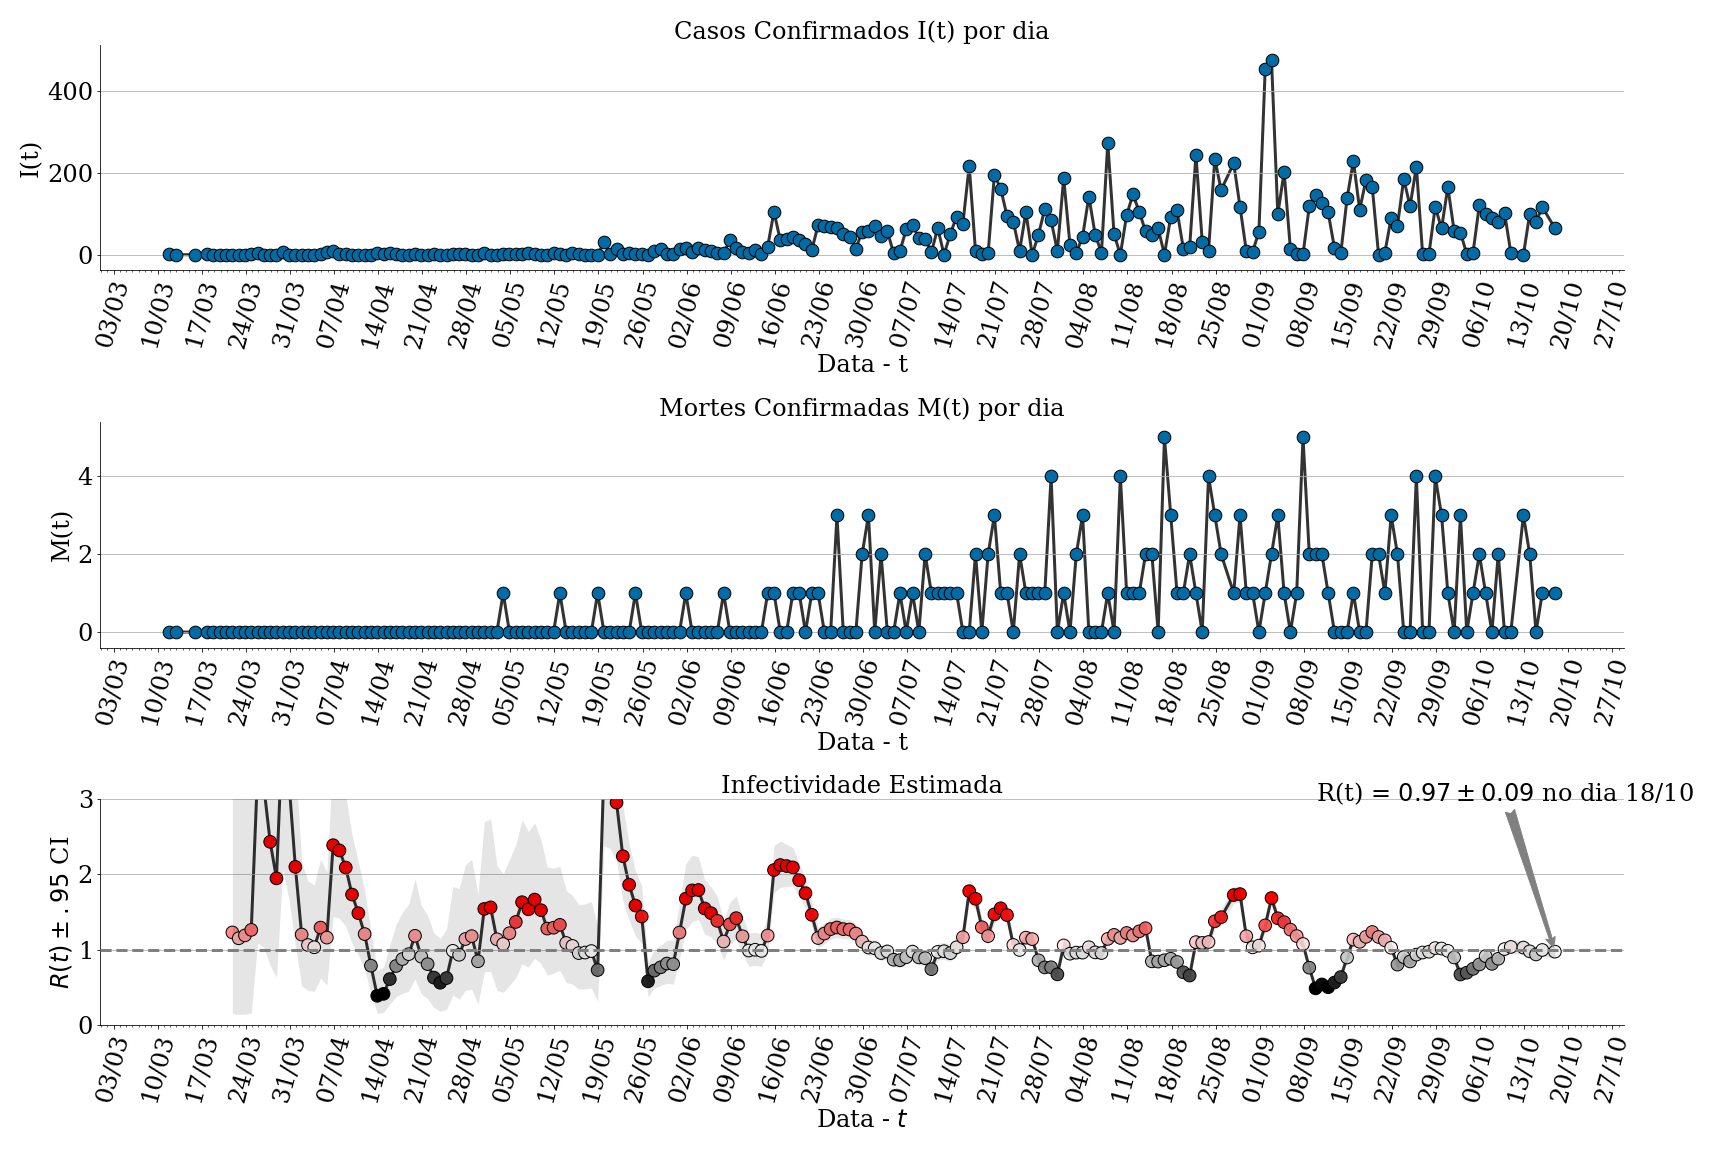 Casos Confirmados I(t) por dia
400
200
0
I(t)
03/03 10/03 17/03 24/03 31/03 07/04 14/04 21/04 28/04 05/05 12/05 19/05 26/05 02/06 09/06 16/06 23/06 30/06 07/07 14/07 21/07 28/07 04/08 11/08 18/08 25/08 01/09 08/09 15/09 22/09 29/09 06/10 13/10 20/10 27/10
Data - t
Mortes Confirmadas M(t) por dia
4
2
0
M(t)
03/03 10/03 17/03 24/03 31/03 07/04 14/04 21/04 28/04 05/05 12/05 19/05 26/05 02/06 09/06 16/06 23/06 30/06 07/07 14/07 21/07 28/07 04/08 11/08 18/08 25/08 01/09 08/09 15/09 22/09 29/09 06/10 13/10 20/10 27/10
Data - t
Infectividade Estimada
R(t) = 0.97 ± 0.09 no dia 18/10
3
2
1
0
R(t) ± .95 CI
03/03 10/03 17/03 24/03 31/03 07/04 14/04 21/04 28/04 05/05 12/05 19/05 26/05 02/06 09/06 16/06 23/06 30/06 07/07 14/07 21/07 28/07 04/08 11/08 18/08 25/08 01/09 08/09 15/09 22/09 29/09 06/10 13/10 20/10 27/10
Data - t